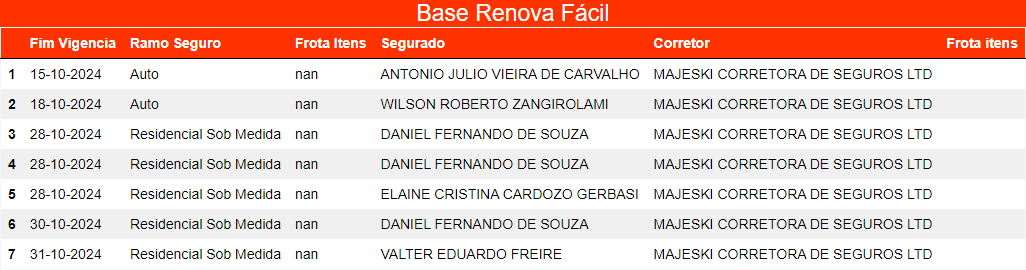 Base Renova Fácil
Fim Vigencia Ramo Seguro Frota Itens Segurado Corretor Frota itens
1 15-10-2024 Auto nan ANTONIO JULIO VIEIRA DE CARVALHO MAJESKI CORRETORA DE SEGUROS LTD
2 18-10-2024 Auto nan WILSON ROBERTO ZANGIROLAMI MAJESKI CORRETORA DE SEGUROS LTD
3 28-10-2024 Residencial Sob Medida nan DANIEL FERNANDO DE SOUZA MAJESKI CORRETORA DE SEGUROS LTD
4 28-10-2024 Residencial Sob Medida nan DANIEL FERNANDO DE SOUZA MAJESKI CORRETORA DE SEGUROS LTD
5 28-10-2024 Residencial Sob Medida nan ELAINE CRISTINA CARDOZO GERBASI MAJESKI CORRETORA DE SEGUROS LTD
6 30-10-2024 Residencial Sob Medida nan DANIEL FERNANDO DE SOUZA MAJESKI CORRETORA DE SEGUROS LTD
7 31-10-2024 Residencial Sob Medida nan VALTER EDUARDO FREIRE MAJESKI CORRETORA DE SEGUROS LTD